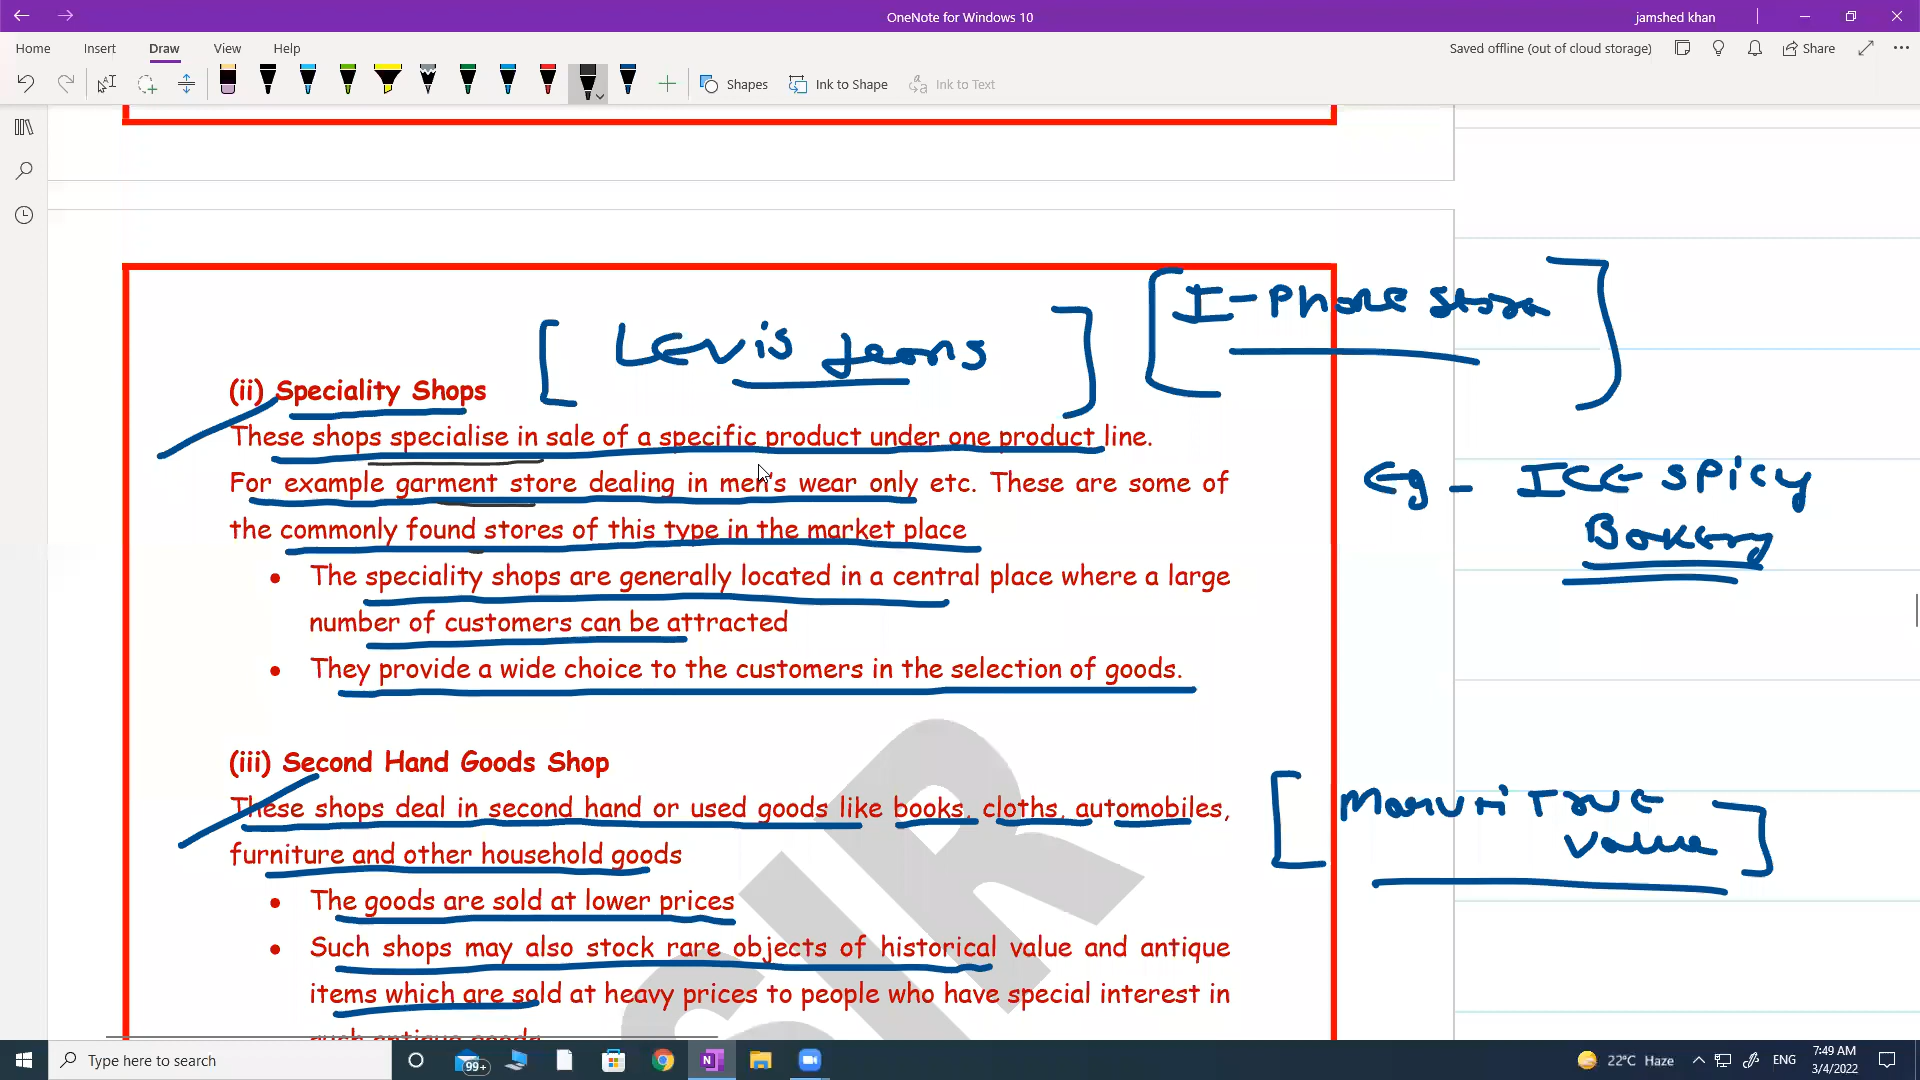 OneNote for Windows 10
jamshed khan
Home Insert Draw View Help
Saved offline (out of cloud storage)
Share
Shapes
Ink to Shape
Ink to Text
I-Phone Store
Levis Jeans
(ii) Speciality Shops
These shops specialise in sale of a specific product under one product line.
For example garment store dealing in men's wear only etc. These are some of
the commonly found stores of this type in the market place
Eg - ICE SPICY
Bakery
• The speciality shops are generally located in a central place where a large
number of customers can be attracted
• They provide a wide choice to the customers in the selection of goods.
(iii) Second Hand Goods Shop
These shops deal in second hand or used goods like books, cloths, automobiles,
furniture and other household goods
Maruti True
Value
• The goods are sold at lower prices
• Such shops may also stock rare objects of historical value and antique
items which are sold at heavy prices to people who have special interest in
such antique goods
SIR
Type here to search
99+
22°C Haze
ENG
7:49 AM
3/4/2022